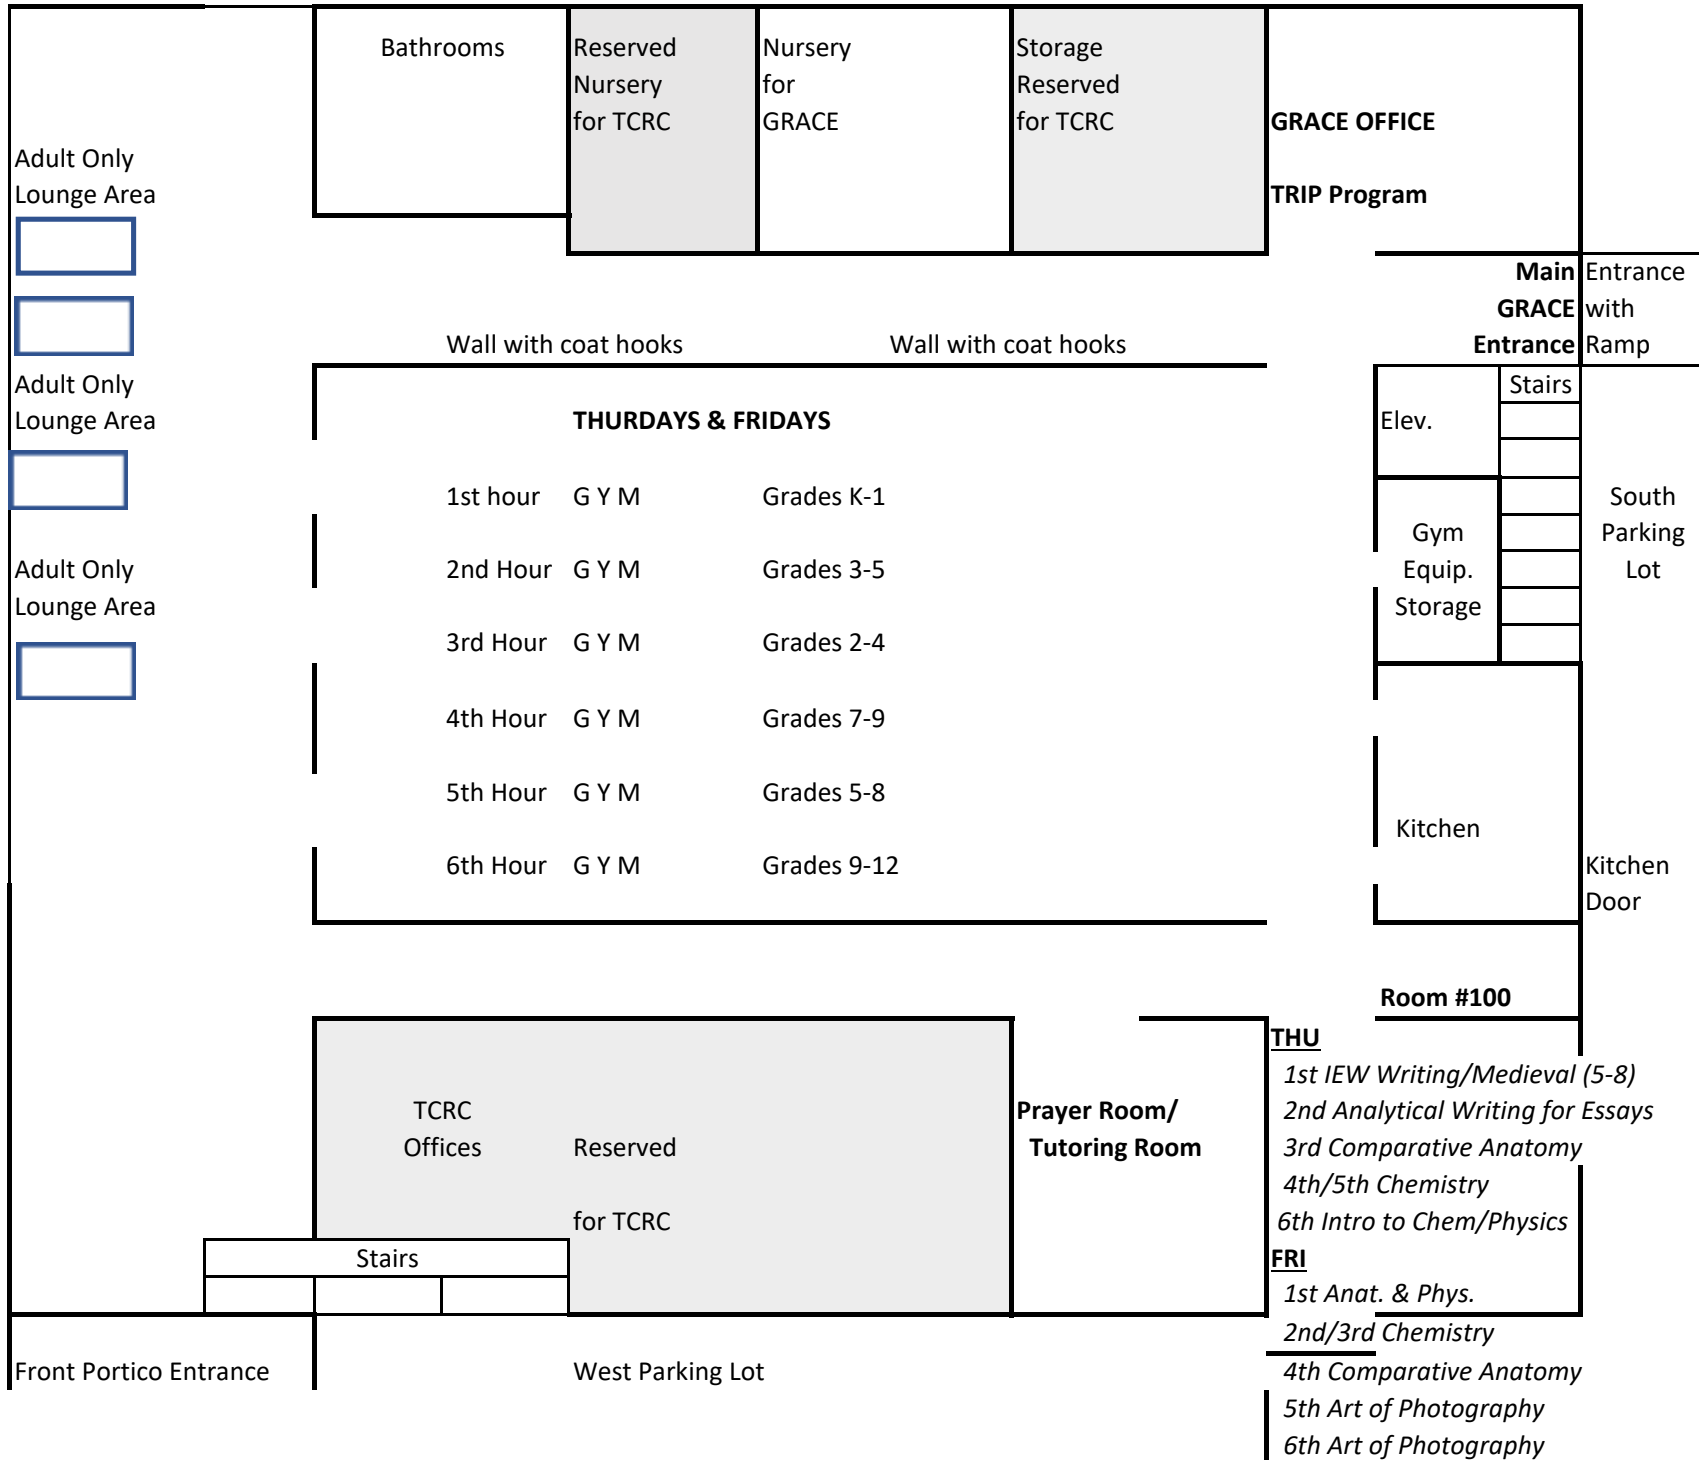 Bathrooms
Reserved
Nursery
for TCRC
Nursery
for
GRACE
Storage
Reserved
for TCRC
GRACE OFFICE
TRIP Program
Adult Only
Lounge Area
Main
GRACE
Entrance
Entrance
with
Ramp
Wall with coat hooks
Wall with coat hooks
Adult Only
Lounge Area
THURDAYS & FRIDAYS
Elev.
Stairs
1st hour G Y M Grades K-1
2nd Hour G Y M Grades 3-5
3rd Hour G Y M Grades 2-4
4th Hour G Y M Grades 7-9
5th Hour G Y M Grades 5-8
6th Hour G Y M Grades 9-12
Gym
Equip.
Storage
South
Parking
Lot
Adult Only
Lounge Area
Kitchen
Kitchen
Door
Room #100
TCRC
Offices
Reserved
for TCRC
Prayer Room/
Tutoring Room
THU
1st IEW Writing/Medieval (5-8)
2nd Analytical Writing for Essays
3rd Comparative Anatomy
4th/5th Chemistry
6th Intro to Chem/Physics
FRI
1st Anat. & Phys.
2nd/3rd Chemistry
4th Comparative Anatomy
5th Art of Photography
6th Art of Photography
Stairs
Front Portico Entrance
West Parking Lot